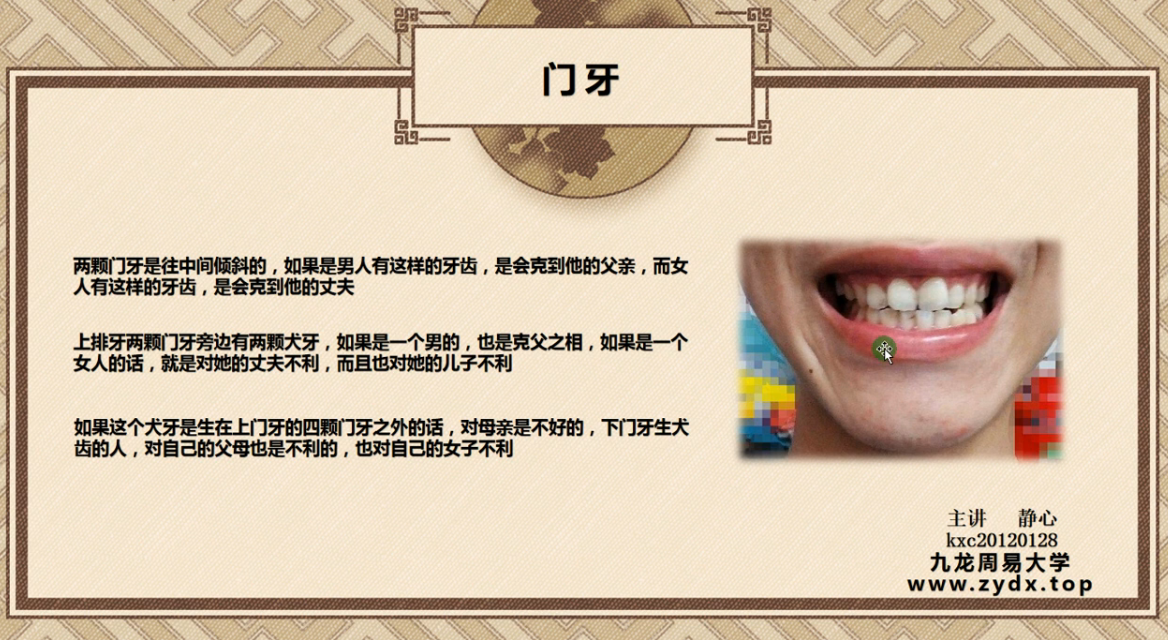 门牙
两颗门牙是往中间倾斜的，如果是男人有这样的牙齿，是会克到他的父亲，而女
人有这样的牙齿，是会克到他的丈夫
上排牙两颗门牙旁边有两颗犬牙，如果是一个男的，也是克父之相，如果是一个
女人的话，就是对她的丈夫不利，而且也对她的儿子不利
如果这个犬牙是生在上门牙的四颗门牙之外的话，对母亲是不好的，下门牙生犬
齿的人，对自己的父母也是不利的，也对自己的女子不利
主讲 静心
kxc20120128
九龙周易大学
www.zydx.top